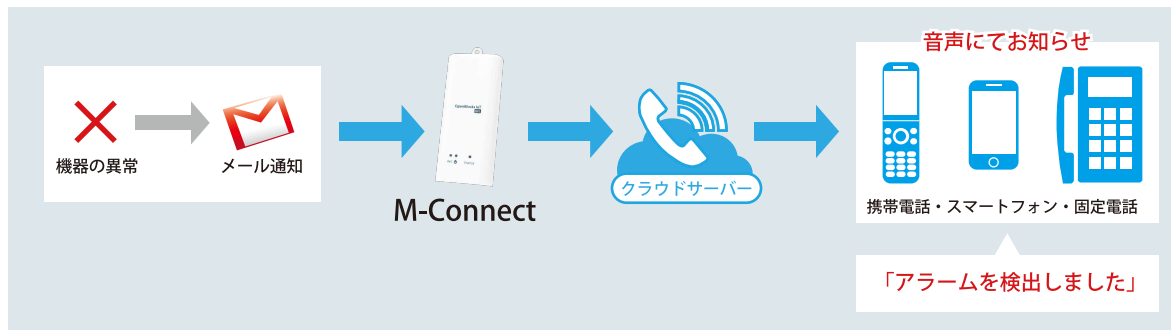 音声にてお知らせ
機器の異常
メール通知
OpenBlocks IoT
M-Connect
クラウドサーバー
携帯電話・スマートフォン・固定電話
「アラームを検出しました」